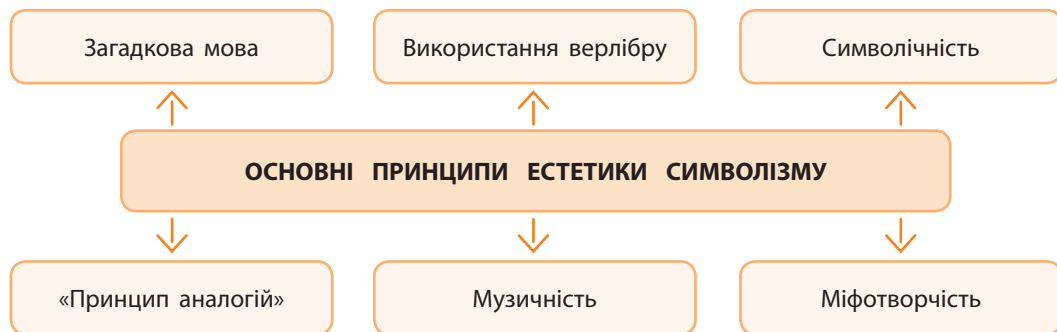 Загадкова мова
Використання верлібру
Символічність
ОСНОВНІ ПРИНЦИПИ ЕСТЕТИКИ СИМВОЛІЗМУ
«Принцип аналогій»
Музичність
Міфотворчість